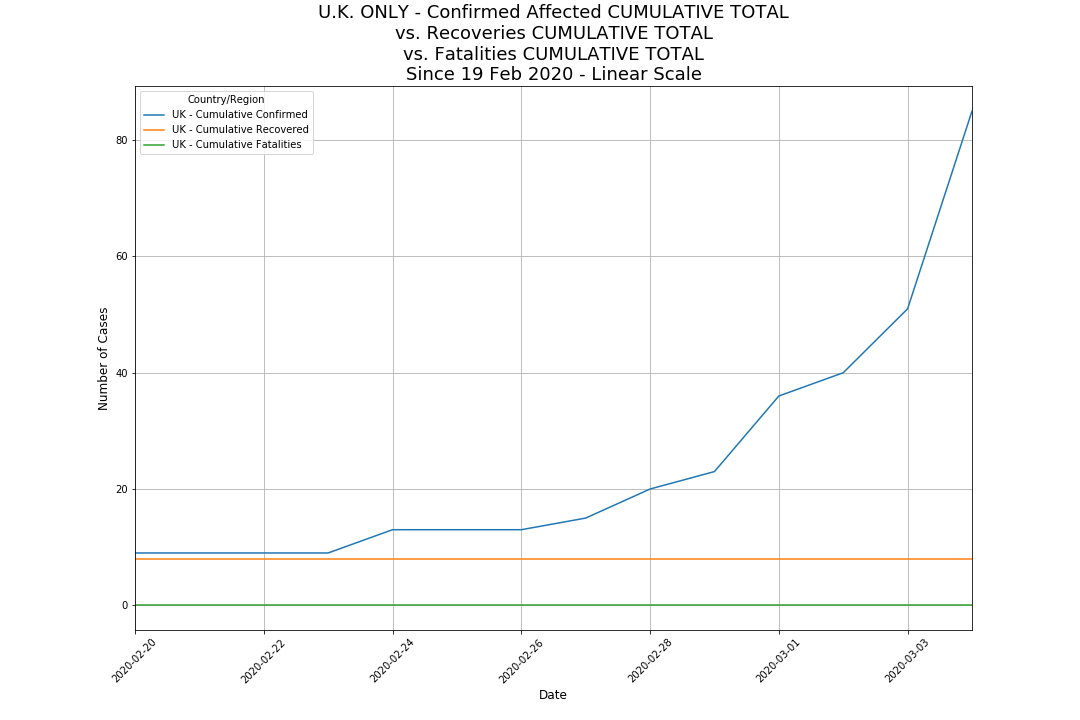 U.K. ONLY - Confirmed Affected CUMULATIVE TOTAL
vs. Recoveries CUMULATIVE TOTAL
vs. Fatalities CUMULATIVE TOTAL
Since 19 Feb 2020 - Linear Scale
Country/Region
UK - Cumulative Confirmed
UK - Cumulative Recovered
UK - Cumulative Fatalities
Number of Cases
80
60
40
20
0
2020-02-20
2020-02-22
2020-02-24
2020-02-26
2020-02-28
2020-03-01
2020-03-03
Date